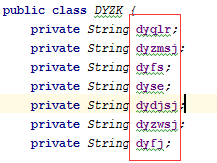 public class DYZK {
private String dyqlr;
private String dyzmsj;
private String dyfs;
private String dyse;
private String dydjsj;
private String dyzwsj;
private String dyfj;